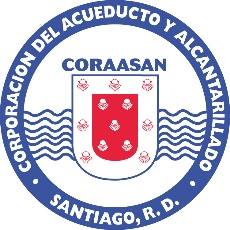 CORPORACION DEL ACUEDUCTO Y ALCANTARILLADO
CORAASAN
SANTIAGO, R. D.